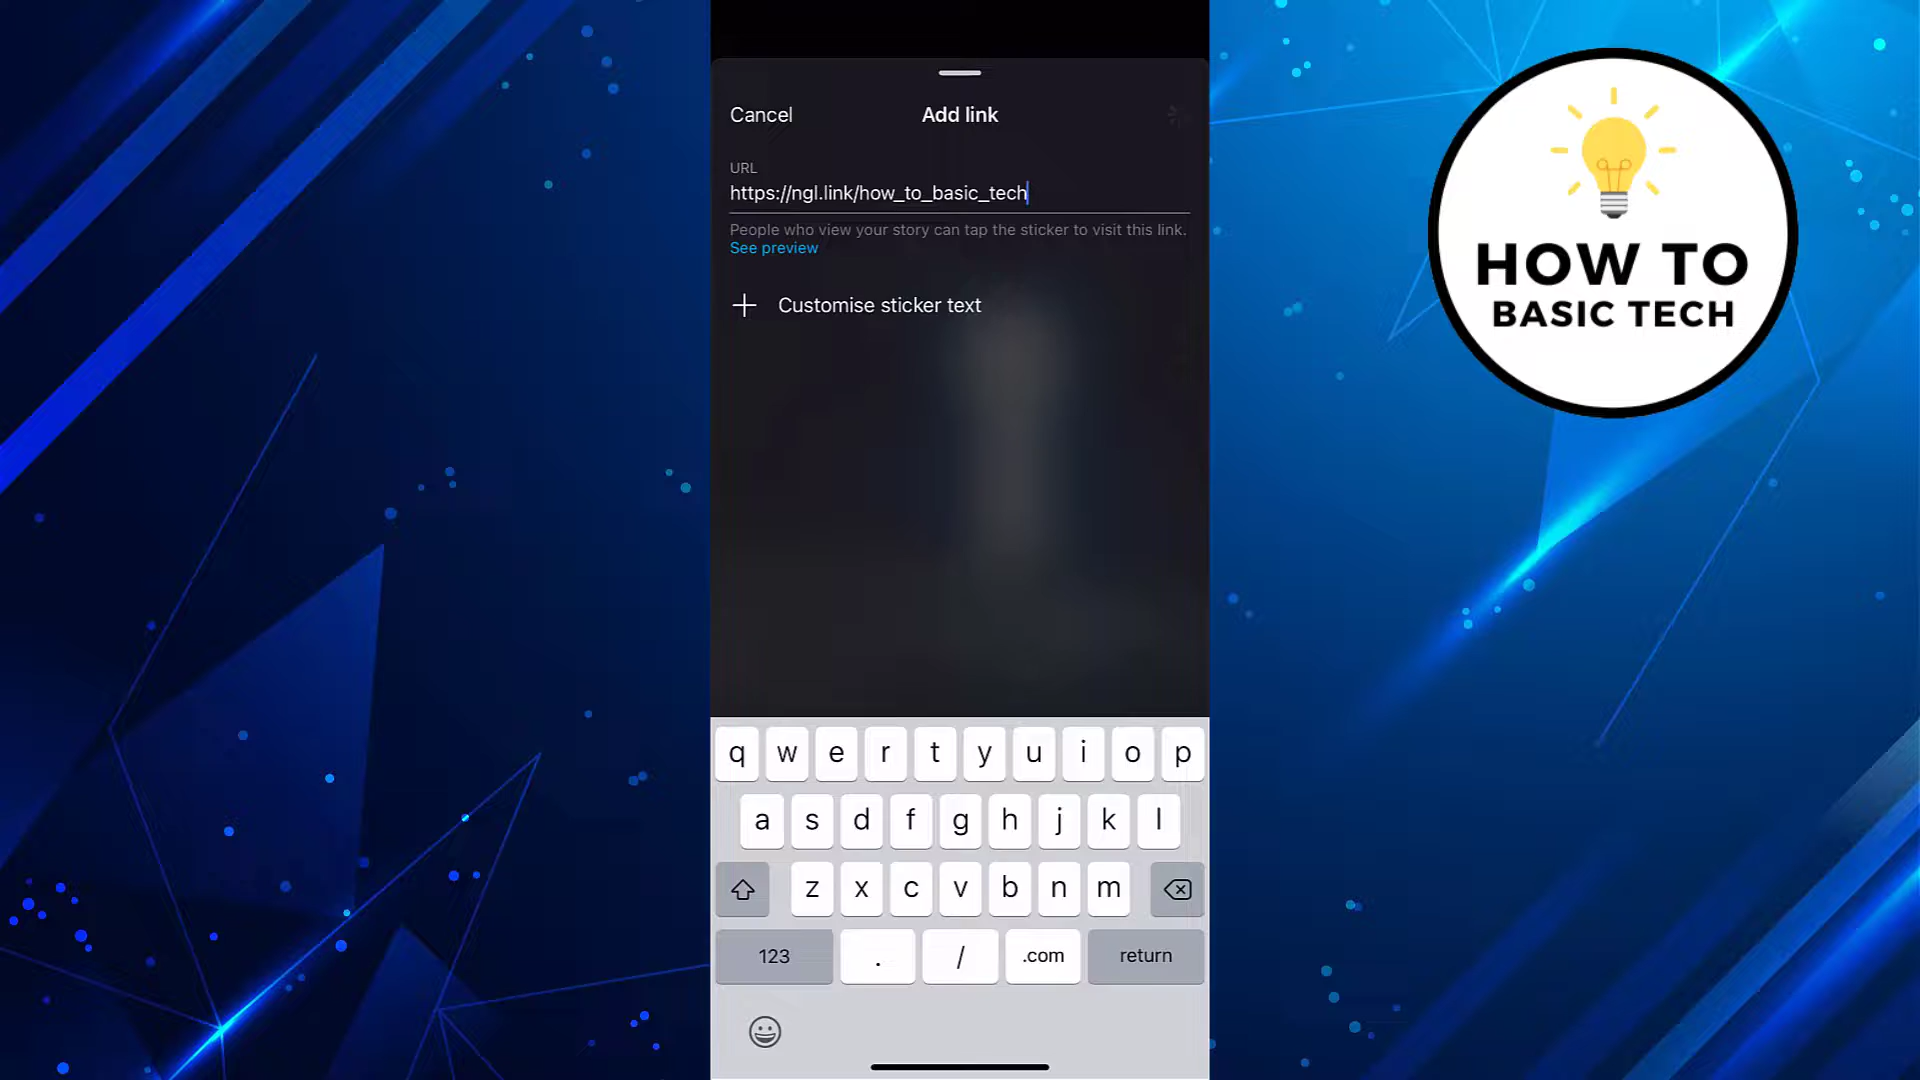 Cancel Add link
URL
https://ngl.link/how_to_basic_tech
People who view your story can tap the sticker to visit this link.
See preview
Customise sticker text
HOW TO
BASIC TECH
q w e r t y u i o p
a s d f g h j k l
z x c v b n m
123 . / .com return